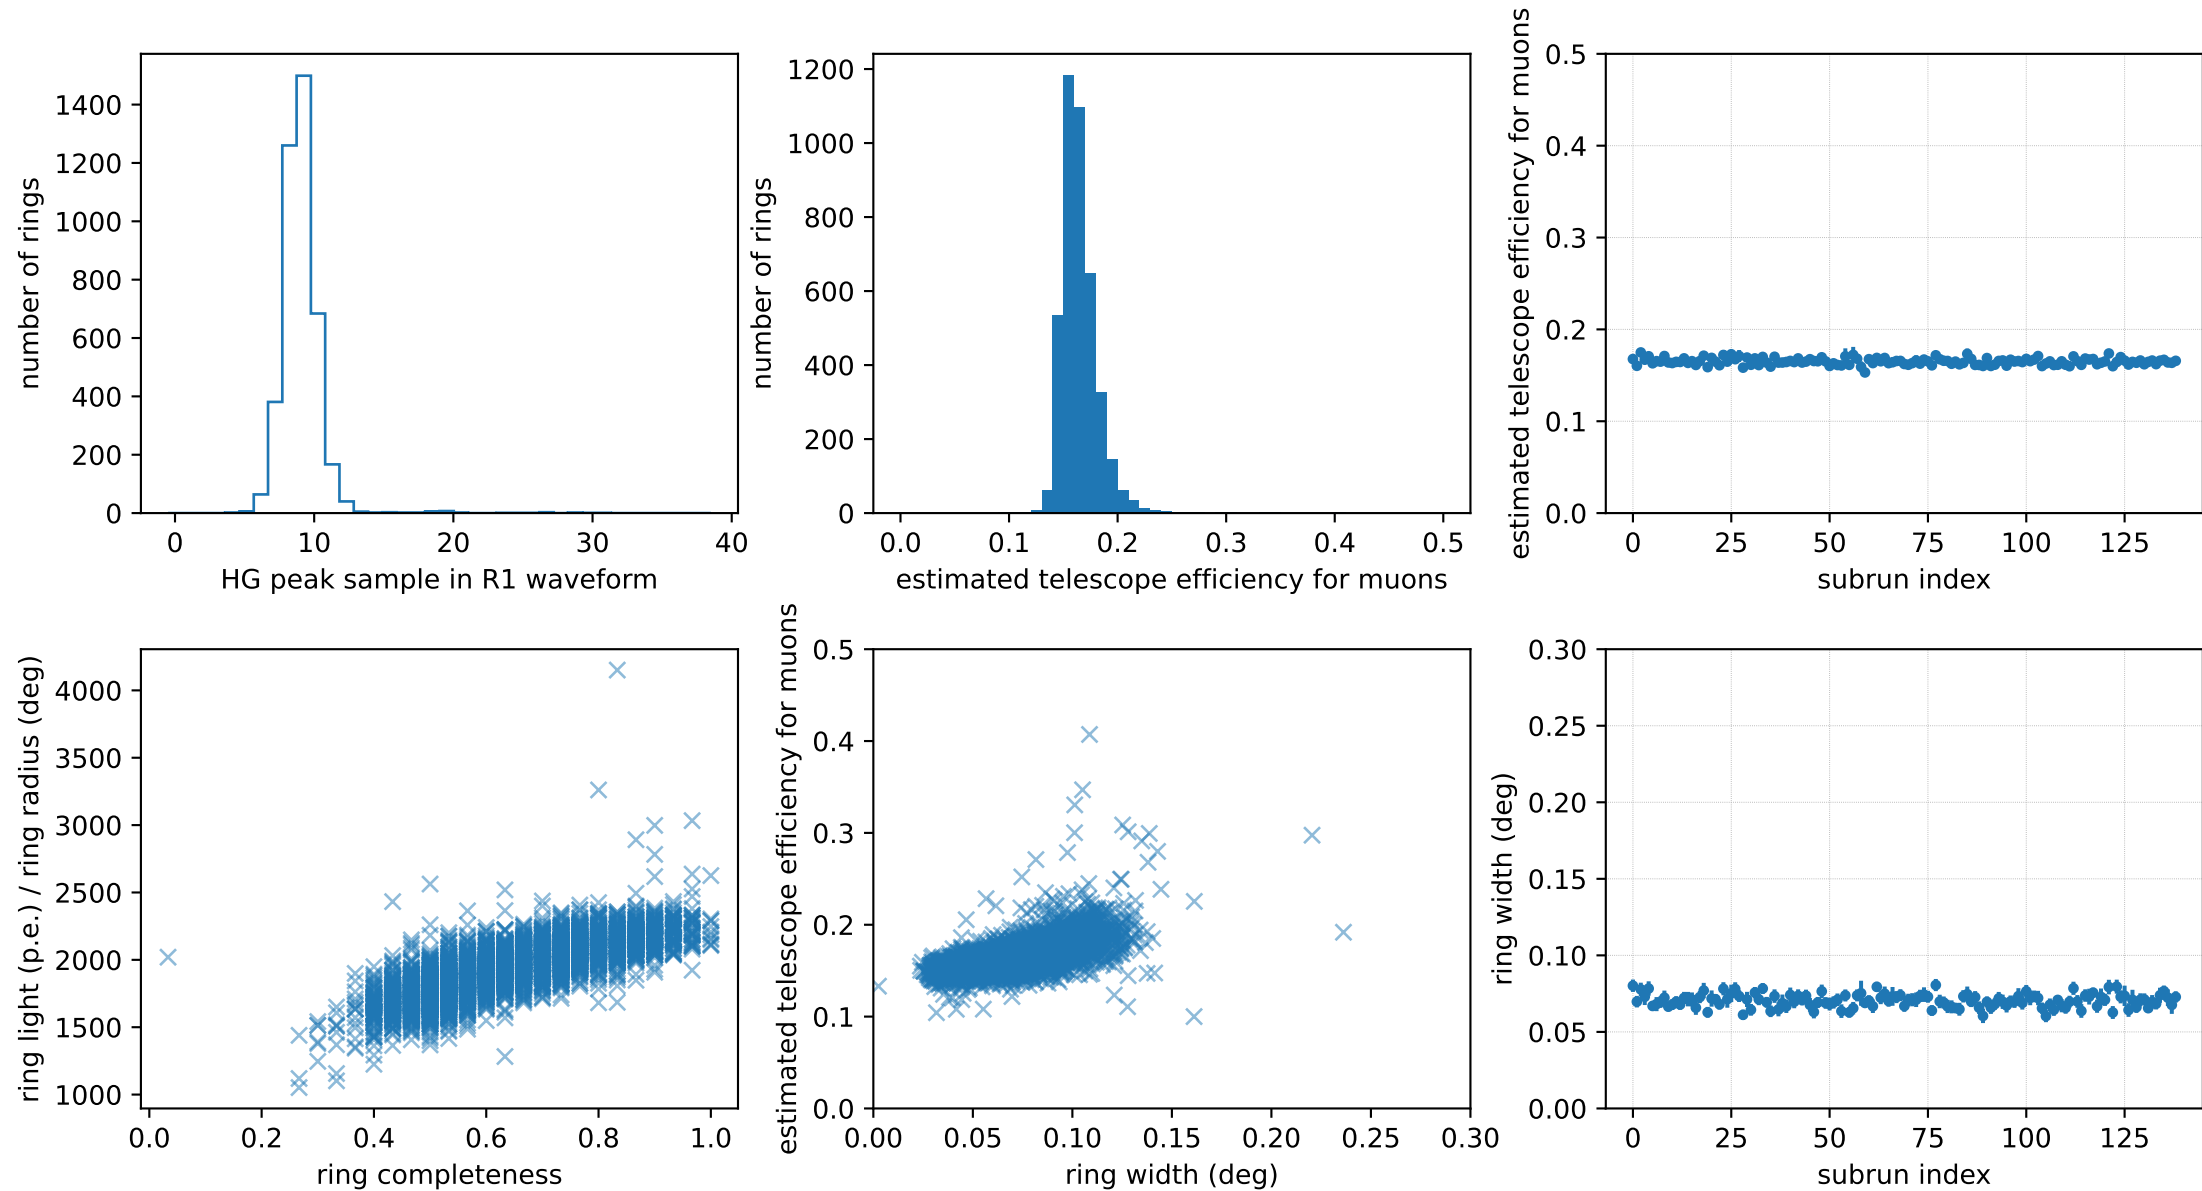 number of rings
1400
1200
1000
800
600
400
200
0
0 10 20 30 40
HG peak sample in R1 waveform
number of rings
1200
1000
800
600
400
200
0
0.0 0.1 0.2 0.3 0.4 0.5
estimated telescope efficiency for muons
estimated telescope efficiency for muons
0.5
0.4
0.3
0.2
0.1
0.0
0 25 50 75 100 125
subrun index
ring light (p.e.) / ring radius (deg)
4000
3500
3000
2500
2000
1500
1000
0.0 0.2 0.4 0.6 0.8 1.0
ring completeness
estimated telescope efficiency for muons
0.5
0.4
0.3
0.2
0.1
0.0
0.00 0.05 0.10 0.15 0.20 0.25 0.30
ring width (deg)
ring width (deg)
0.30
0.25
0.20
0.15
0.10
0.05
0.00
0 25 50 75 100 125
subrun index